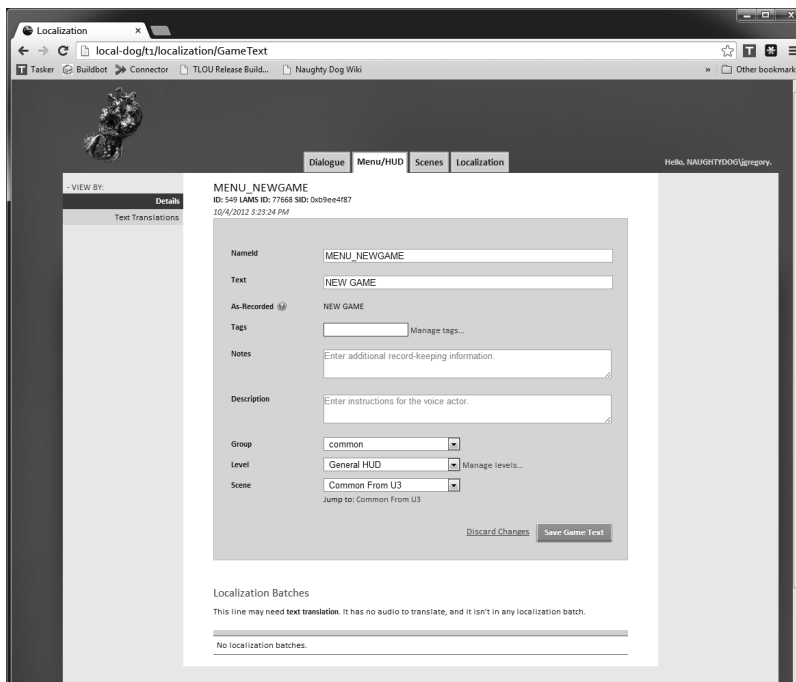 Localization
local-dog/t1/localization/GameText
Tasker Buildbot Connector TLOU Release Build... Naughty Dog Wiki » Other bookmark
Dialogue Menu/HUD Scenes Localization Hello, NAUGHTYDOG\jgregory.
- VIEW BY:
Details
Text Translations
MENU_NEWGAME
ID: 549 LAMS ID: 77668 SID: 0xb9ee4f87
10/4/2012 3:23:24 PM
NameId MENU_NEWGAME
Text NEW GAME
As-Recorded NEW GAME
Tags Manage tags...
Notes Enter additional record-keeping information.
Description Enter instructions for the voice actor.
Group common
Level General HUD Manage levels...
Scene Common From U3
Jump to: Common From U3
Discard Changes Save Game Text
Localization Batches
This line may need text translation. It has no audio to translate, and it isn't in any localization batch.
No localization batches.